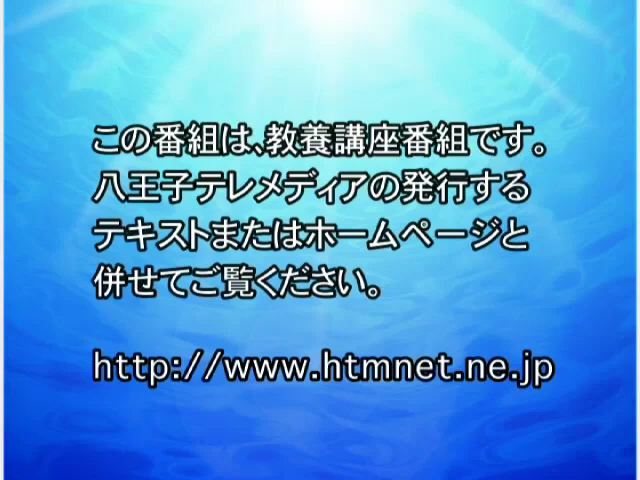 この番組は、教養講座番組です。
八王子テレメディアの発行する
テキストまたはホームページと
併せてご覧ください。
http://www.htmnet.ne.jp